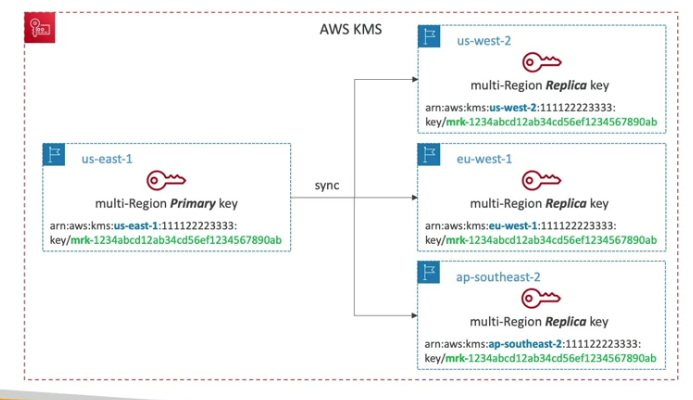 AWS KMS
us-east-1
multi-Region Primary key
arn:aws:kms:us-east-1:111122223333:
key/mrk-1234abcd12ab34cd56ef1234567890ab
sync
us-west-2
multi-Region Replica key
arn:aws:kms:us-west-2:111122223333:
key/mrk-1234abcd12ab34cd56ef1234567890ab
eu-west-1
multi-Region Replica key
arn:aws:kms:eu-west-1:111122223333:
key/mrk-1234abcd12ab34cd56ef1234567890ab
ap-southeast-2
multi-Region Replica key
arn:aws:kms:ap-southeast-2:111122223333:
key/mrk-1234abcd12ab34cd56ef1234567890ab